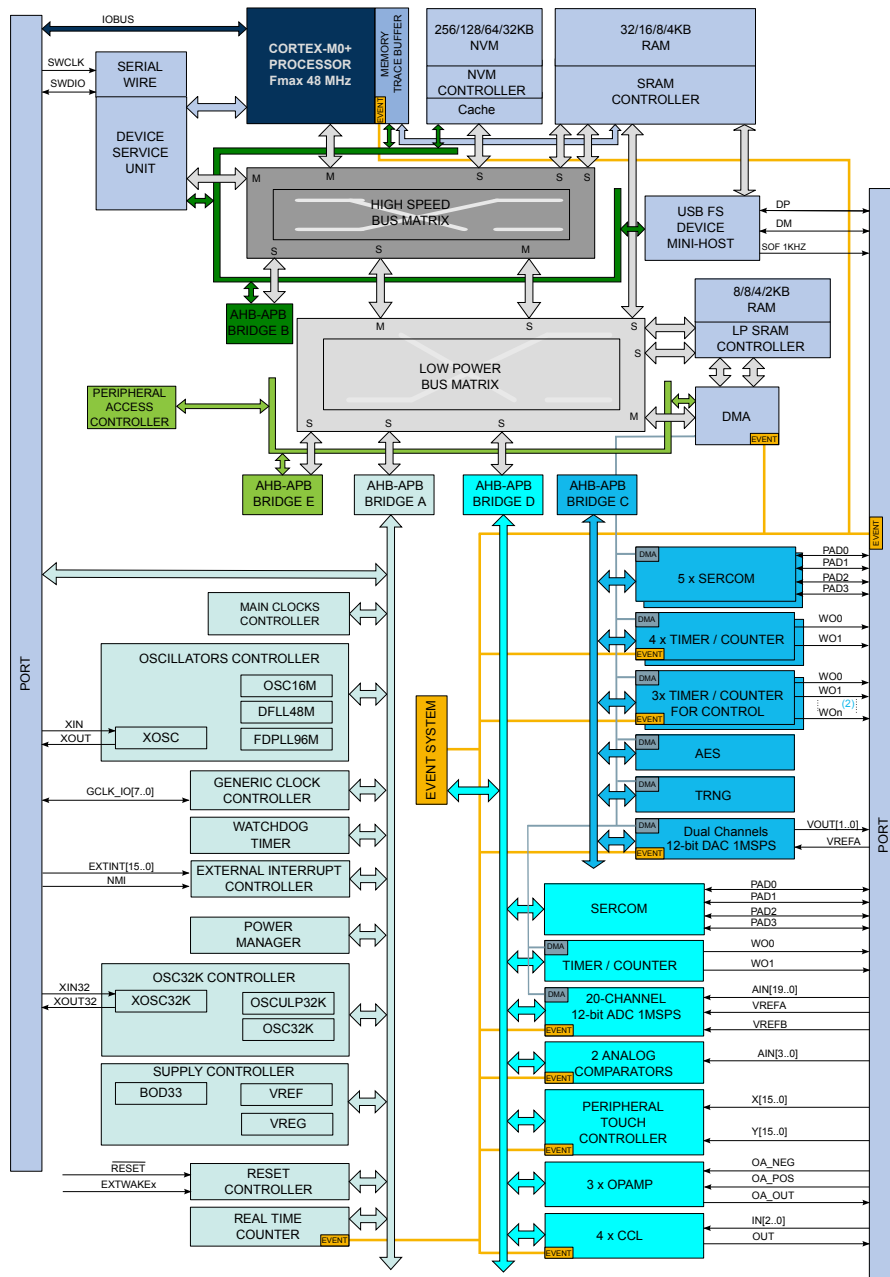 IOBUS
SWCLK
SWDIO
SERIAL
WIRE
DEVICE
SERVICE
UNIT
CORTEX-M0+
PROCESSOR
Fmax 48 MHz
MEMORY
TRACE BUFFER
EVENT
256/128/64/32KB
NVM
NVM
CONTROLLER
Cache
32/16/8/4KB
RAM
SRAM
CONTROLLER
M
M
S
S
S
HIGH SPEED
BUS MATRIX
S
S
M
USB FS
DEVICE
MINI-HOST
DP
DM
SOF 1KHZ
AHB-APB
BRIDGE B
8/8/4/2KB
RAM
LP SRAM
CONTROLLER
M
S
S
S
LOW POWER
BUS MATRIX
S
S
S
M
PERIPHERAL
ACCESS
CONTROLLER
DMA
EVENT
AHB-APB
BRIDGE E
AHB-APB
BRIDGE A
AHB-APB
BRIDGE D
AHB-APB
BRIDGE C
PORT
PORT
EVENT
MAIN CLOCKS
CONTROLLER
OSCILLATORS CONTROLLER
OSC16M
DFLL48M
FDPLL96M
XOSC
XIN
XOUT
GCLK_IO[7..0]
GENERIC CLOCK
CONTROLLER
WATCHDOG
TIMER
EXTINT[15..0]
NMI
EXTERNAL INTERRUPT
CONTROLLER
POWER
MANAGER
OSC32K CONTROLLER
XIN32
XOUT32
XOSC32K
OSCULP32K
OSC32K
SUPPLY CONTROLLER
BOD33
VREF
VREG
RESET
EXTWAKEx
RESET
CONTROLLER
REAL TIME
COUNTER
EVENT
EVENT SYSTEM
DMA
5 x SERCOM
PAD0
PAD1
PAD2
PAD3
DMA
4 x TIMER / COUNTER
EVENT
WO0
WO1
DMA
3x TIMER / COUNTER
FOR CONTROL
EVENT
WO0
WO1
(2)
WOn
AES
TRNG
DMA
Dual Channels
12-bit DAC 1MSPS
EVENT
VOUT[1..0]
VREFA
SERCOM
PAD0
PAD1
PAD2
PAD3
DMA
TIMER / COUNTER
WO0
WO1
DMA
20-CHANNEL
12-bit ADC 1MSPS
EVENT
AIN[19..0]
VREFA
VREFB
2 ANALOG
COMPARATORS
EVENT
AIN[3..0]
PERIPHERAL
TOUCH
CONTROLLER
EVENT
X[15..0]
Y[15..0]
3 x OPAMP
OA_NEG
OA_POS
OA_OUT
4 x CCL
EVENT
IN[2..0]
OUT